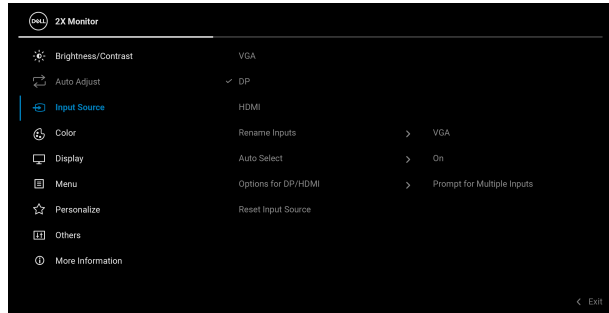 DELL 2X Monitor
Brightness/Contrast VGA
Auto Adjust DP
Input Source HDMI
Color Rename Inputs VGA
Display Auto Select On
Menu Options for DP/HDMI Prompt for Multiple Inputs
Personalize Reset Input Source
Others
More Information
Exit